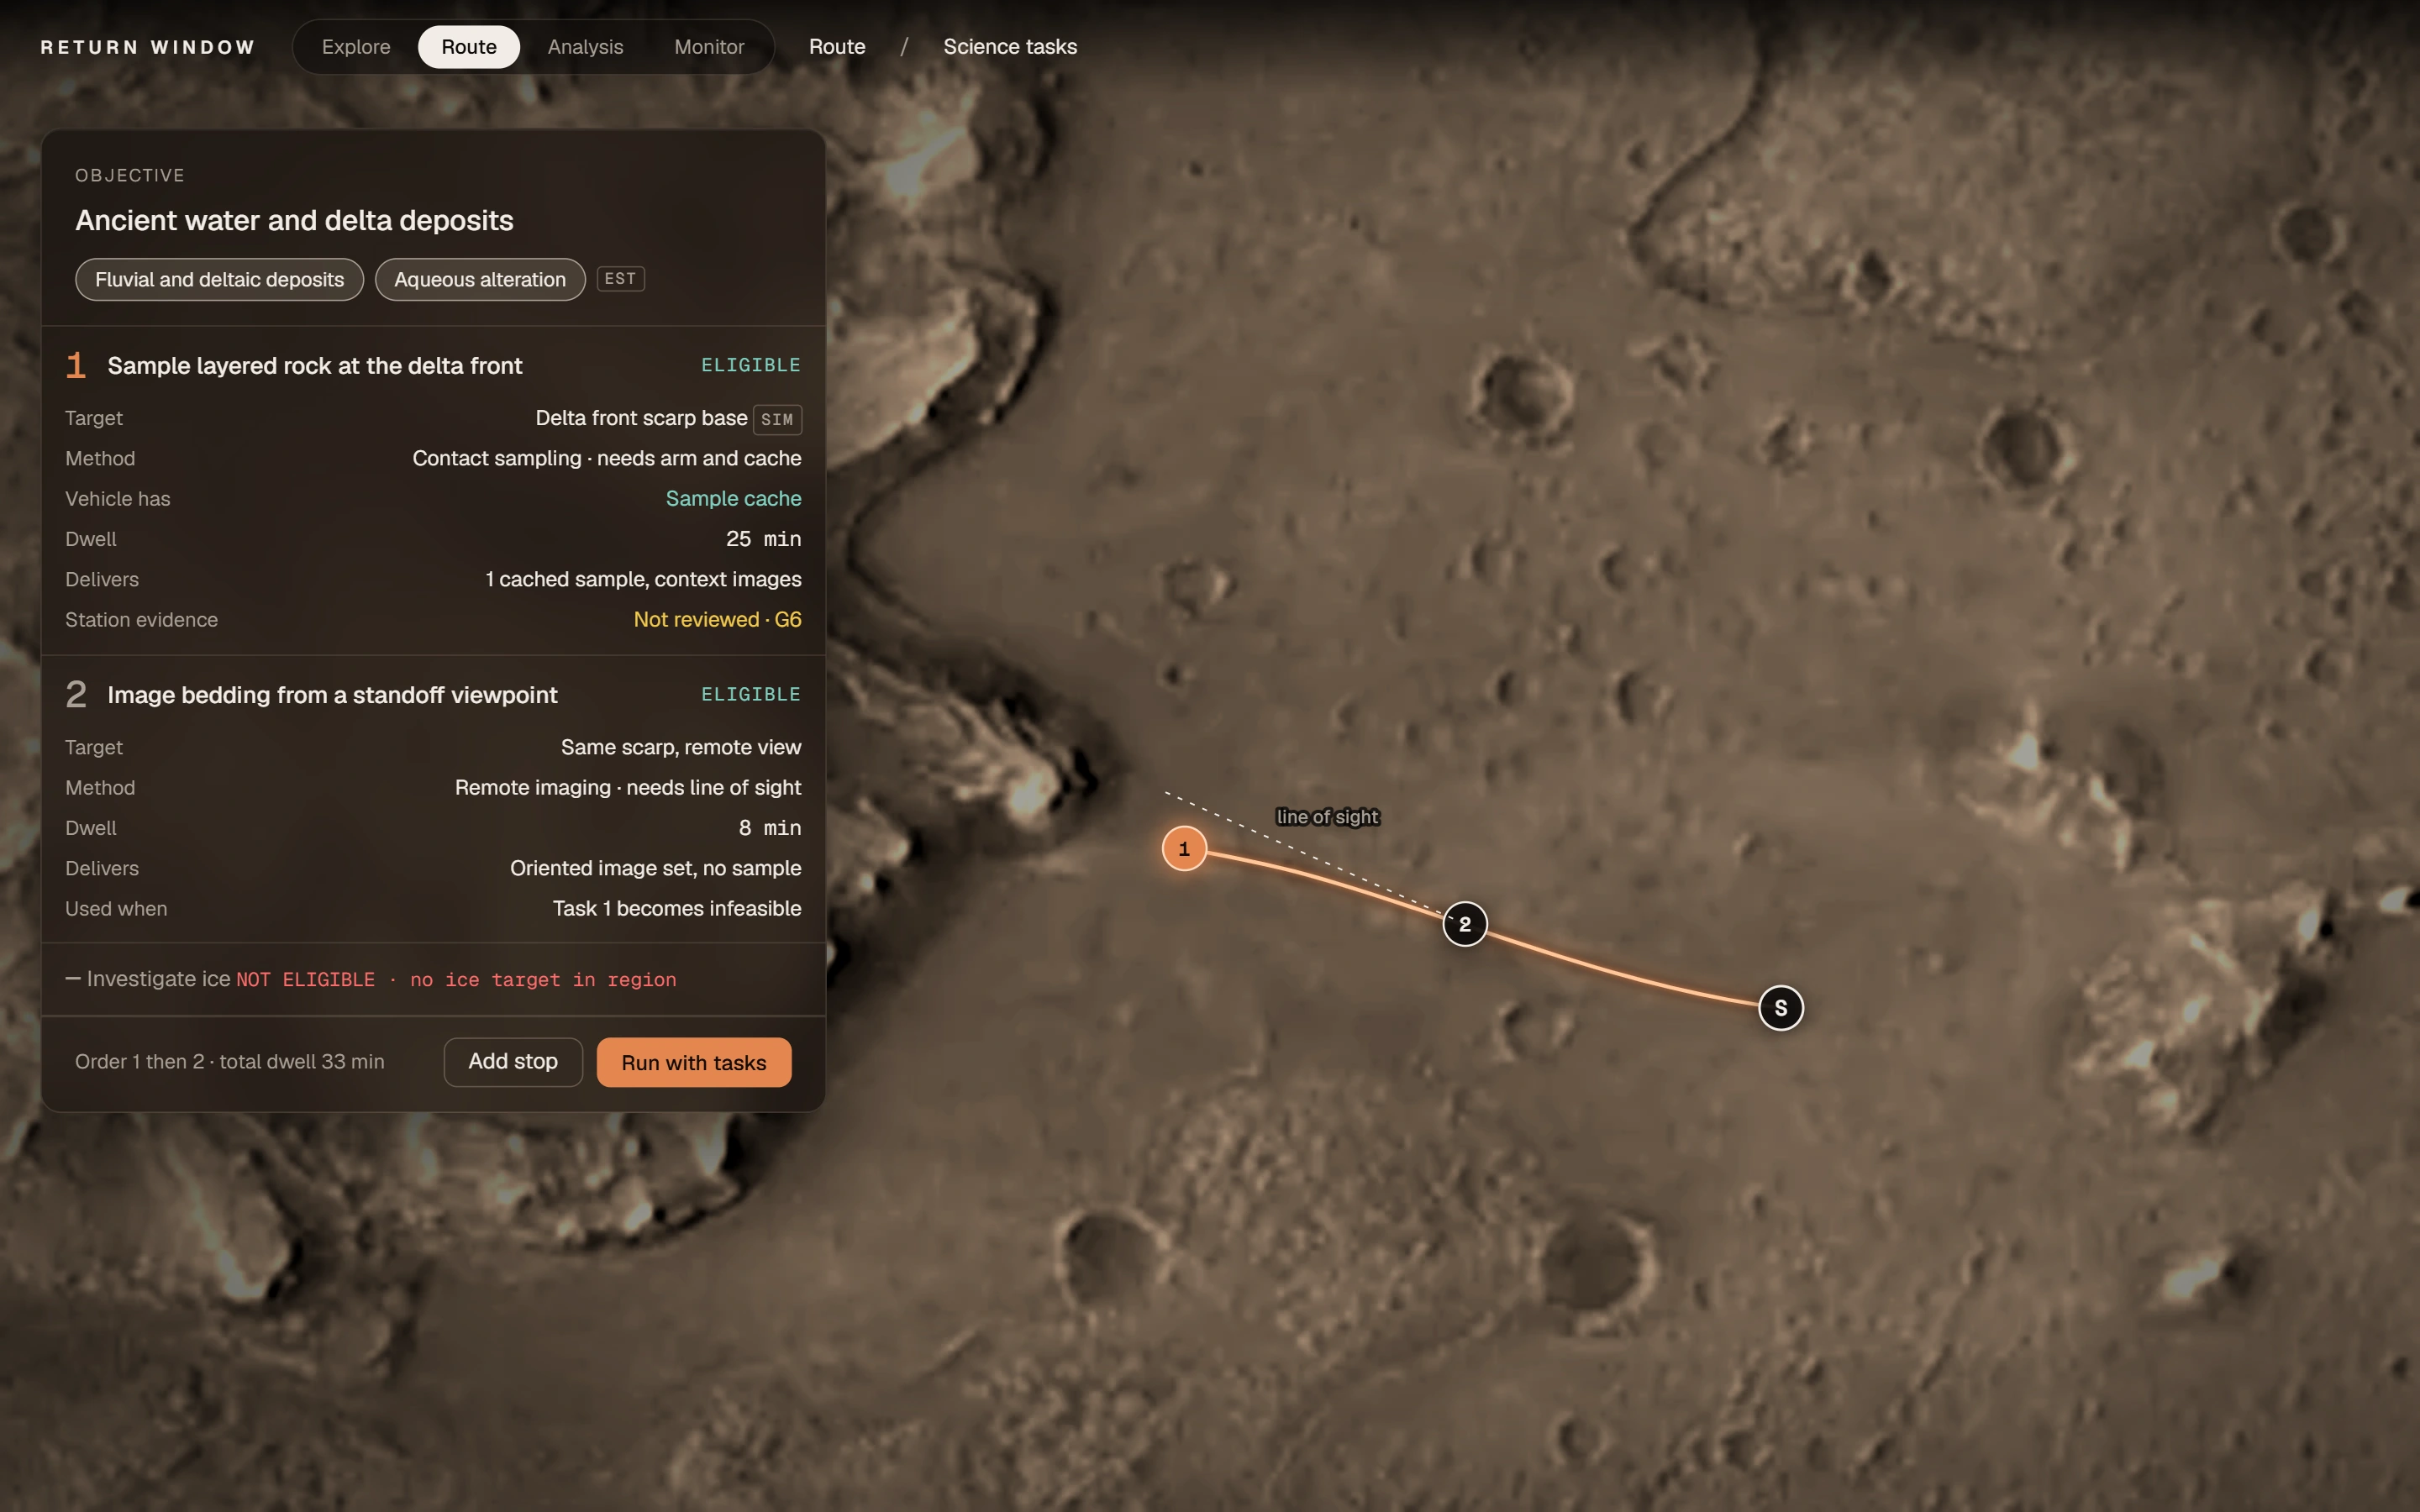 RETURN WINDOW Explore Route Analysis Monitor Route / Science tasks
OBJECTIVE
Ancient water and delta deposits
Fluvial and deltaic deposits Aqueous alteration EST
1 Sample layered rock at the delta front ELIGIBLE
Target Delta front scarp base SIM
Method Contact sampling · needs arm and cache
Vehicle has Sample cache
Dwell 25 min
Delivers 1 cached sample, context images
Station evidence Not reviewed · G6
2 Image bedding from a standoff viewpoint ELIGIBLE
Target Same scarp, remote view
Method Remote imaging · needs line of sight
Dwell 8 min
Delivers Oriented image set, no sample
Used when Task 1 becomes infeasible
– Investigate ice NOT ELIGIBLE · no ice target in region
Order 1 then 2 · total dwell 33 min Add stop Run with tasks
line of sight
1
2
S